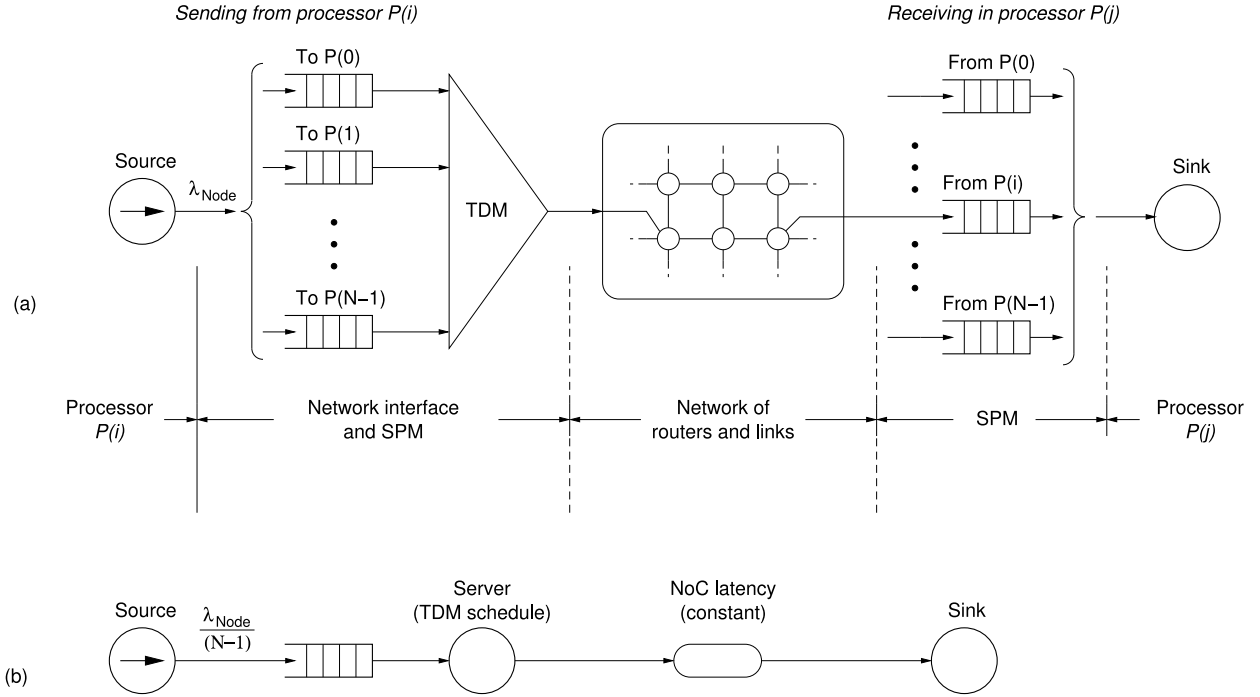 Sending from processor P(i)
Receiving in processor P(j)
To P(0)
From P(0)
To P(1)
Source
λNode
TDM
From P(i)
Sink
To P(N−1)
From P(N−1)
(a)
Processor
P(i)
Network interface
and SPM
Network of
routers and links
SPM
Processor
P(j)
Source
λNode
(N−1)
Server
(TDM schedule)
NoC latency
(constant)
Sink
(b)